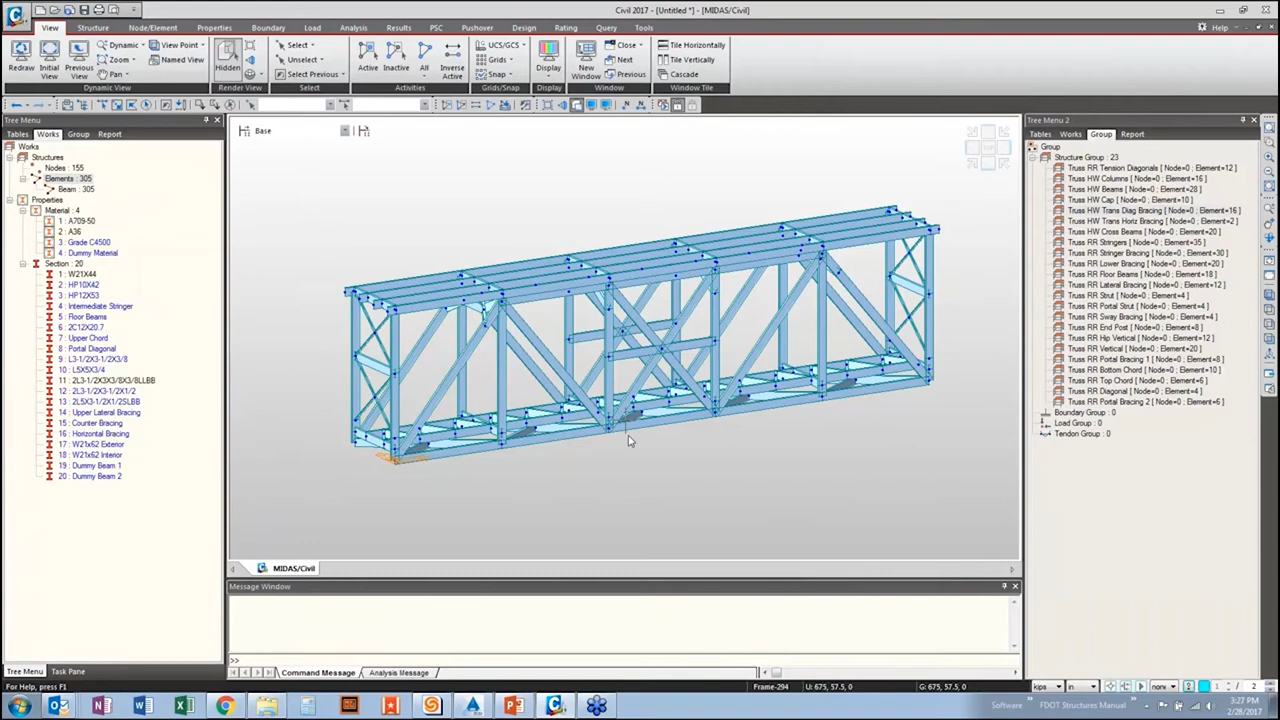 Civil 2017 - [Untitled *] - [MIDAS/Civil]
View Structure Node/Element Properties Boundary Load Analysis Results PSC Pushover Design Rating Query Tools Help
Redraw Initial View Previous View Dynamic Zoom Pan View Point Named View
Hidden
Select Unselect Select Previous
Active Inactive All Inverse Active
UCS/GCS Grids Snap Display
New Window Close Next Previous
Tile Horizontally Tile Vertically Cascade
Dynamic View Render View Select Activities Grids/Snap Display Window Window Tile
Tree Menu
Tables Works Group Report
Works
Structures
Nodes : 155
Elements : 305
Beam : 305
Properties
Material : 4
1 : A709-50
2 : A36
3 : Grade C4500
4 : Dummy Material
Section : 20
1 : W21X44
2 : HP10X42
3 : HP12X53
4 : Intermediate Stringer
5 : Floor Beams
6 : 2C12X20.7
7 : Upper Chord
8 : Portal Diagonal
9 : L3-1/2X3-1/2X3/8
10 : L5X5X3/4
11 : 2L3-1/2X3X3/8X3/8LLBB
12 : 2L3-1/2X3-1/2X1/2
13 : 2L5X3-1/2X1/2SLBB
14 : Upper Lateral Bracing
15 : Counter Bracing
16 : Horizontal Bracing
17 : W21x62 Exterior
18 : W21x62 Interior
19 : Dummy Beam 1
20 : Dummy Beam 2
Tree Menu Task Pane
Base
TOP
MIDAS/Civil
Message Window
>>
Command Message Analysis Message
Tree Menu 2
Tables Works Group Report
Group
Structure Group : 23
Truss RR Tension Diagonals [ Node=0 ; Element=12 ]
Truss HW Columns [ Node=0 ; Element=16 ]
Truss HW Beams [ Node=0 ; Element=28 ]
Truss HW Cap [ Node=0 ; Element=10 ]
Truss HW Trans Diag Bracing [ Node=0 ; Element=16 ]
Truss HW Trans Horiz Bracing [ Node=0 ; Element=2 ]
Truss HW Cross Beams [ Node=0 ; Element=20 ]
Truss RR Stringers [ Node=0 ; Element=35 ]
Truss RR Stringer Bracing [ Node=0 ; Element=30 ]
Truss RR Lower Bracing [ Node=0 ; Element=20 ]
Truss RR Floor Beams [ Node=0 ; Element=18 ]
Truss RR Lateral Bracing [ Node=0 ; Element=12 ]
Truss RR Strut [ Node=0 ; Element=4 ]
Truss RR Portal Strut [ Node=0 ; Element=4 ]
Truss RR Sway Bracing [ Node=0 ; Element=4 ]
Truss RR End Post [ Node=0 ; Element=8 ]
Truss RR Hip Vertical [ Node=0 ; Element=12 ]
Truss RR Vertical [ Node=0 ; Element=20 ]
Truss RR Portal Bracing 1 [ Node=0 ; Element=8 ]
Truss RR Bottom Chord [ Node=0 ; Element=10 ]
Truss RR Top Chord [ Node=0 ; Element=6 ]
Truss RR Diagonal [ Node=0 ; Element=4 ]
Truss RR Portal Bracing 2 [ Node=0 ; Element=6 ]
Boundary Group : 0
Load Group : 0
Tendon Group : 0
For Help, press F1
Frame-294
U: 675, 57.5, 0
G: 675, 57.5, 0
kips in none 1 / 2
Software FDOT Structures Manual
3:27 PM
2/28/2017